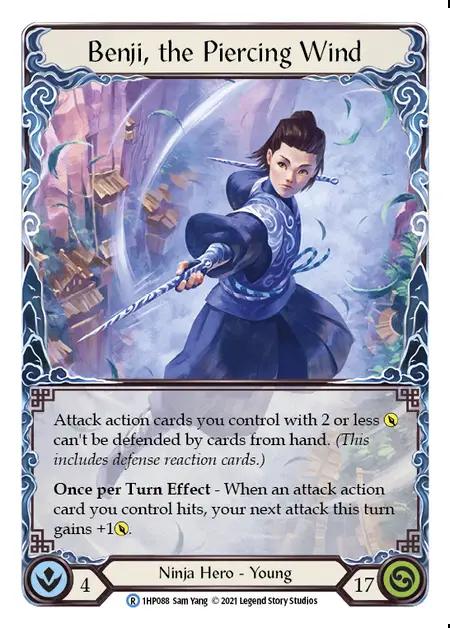 Benji, the Piercing Wind
Attack action cards you control with 2 or less
can't be defended by cards from hand. (This
includes defense reaction cards.)
Once per Turn Effect - When an attack action
card you control hits, your next attack this turn
gains +1.
4
Ninja Hero - Young
17
R 1HP088 Sam Yang © 2021 Legend Story Studios